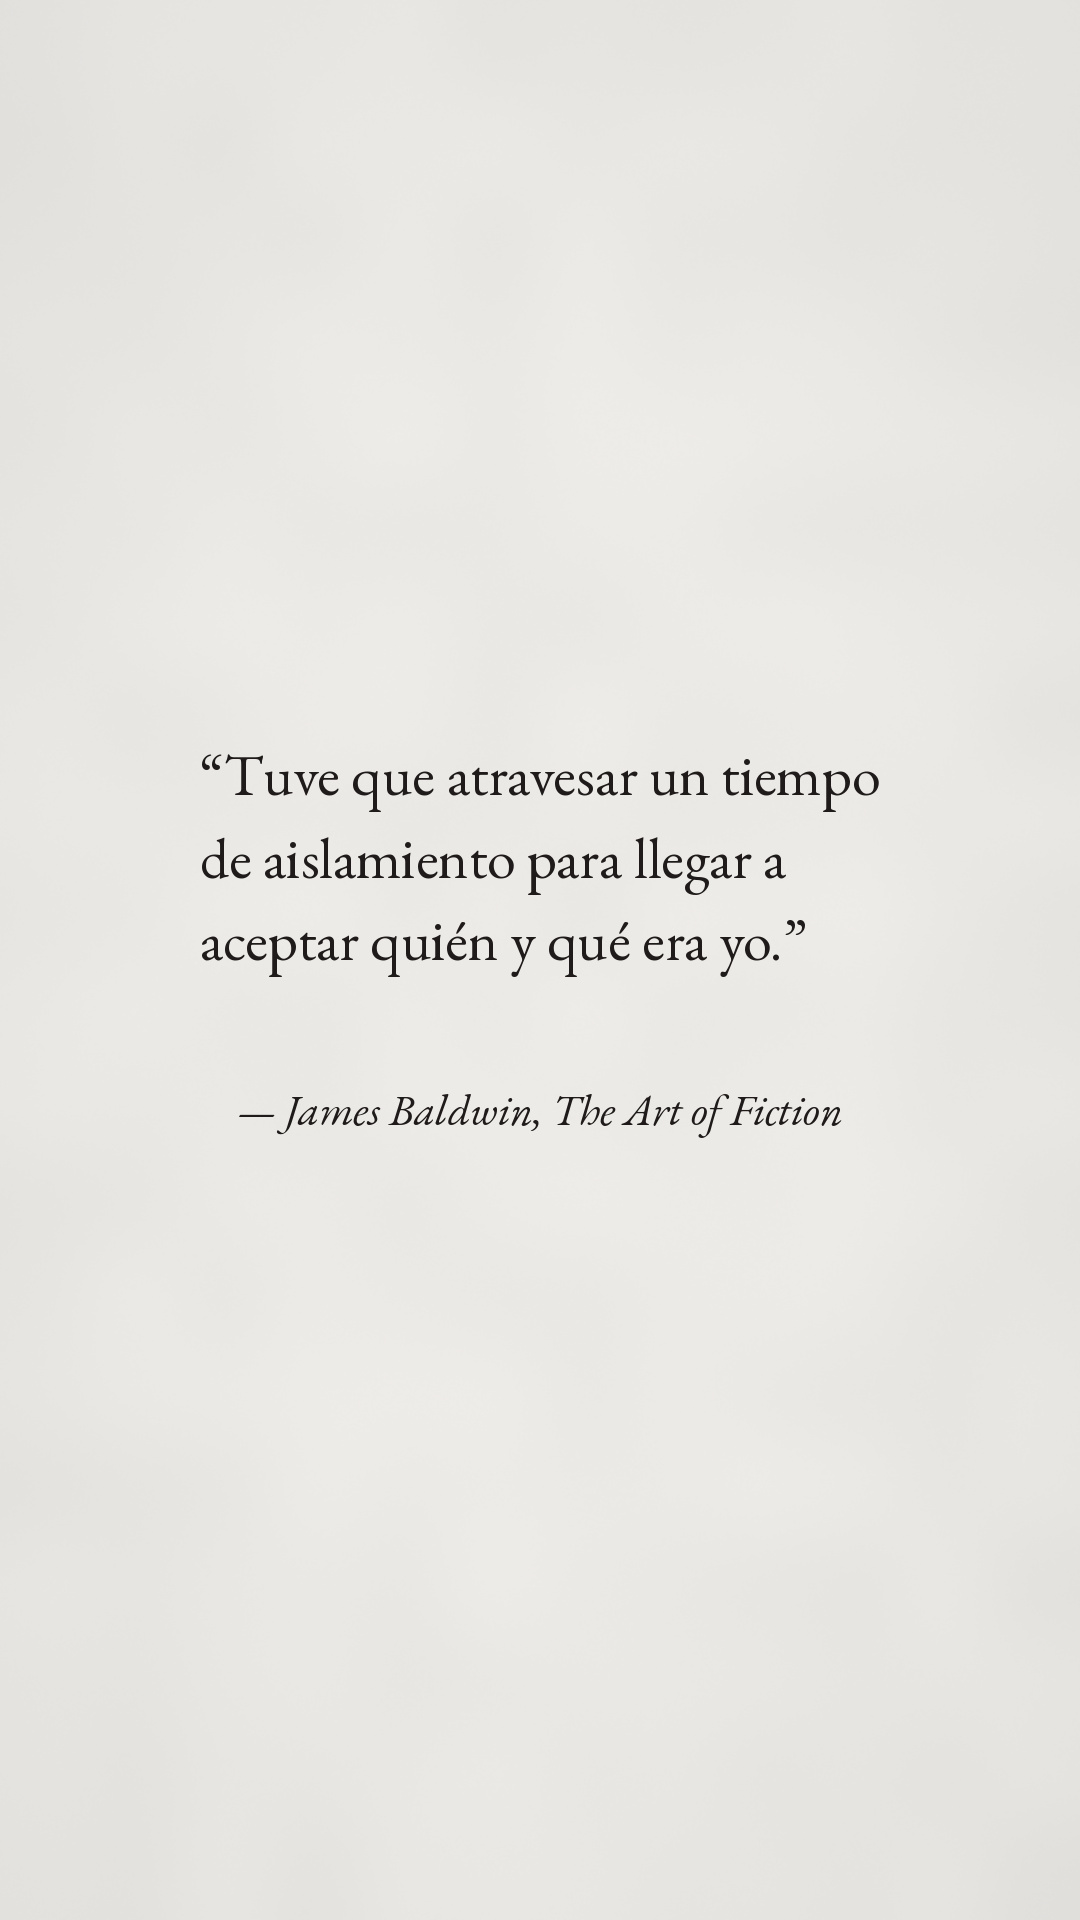 “Tuve que atravesar un tiempo
de aislamiento para llegar a
aceptar quién y qué era yo.”
— James Baldwin, The Art of Fiction